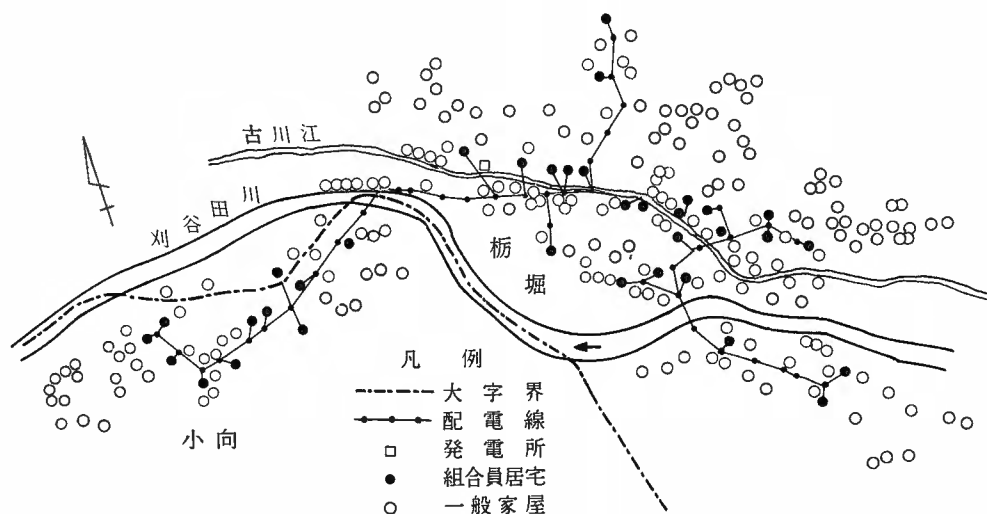 古川江
刈谷田川
栃堀
小向
凡例
大字界
配電線
発電所
組合員居宅
一般家屋